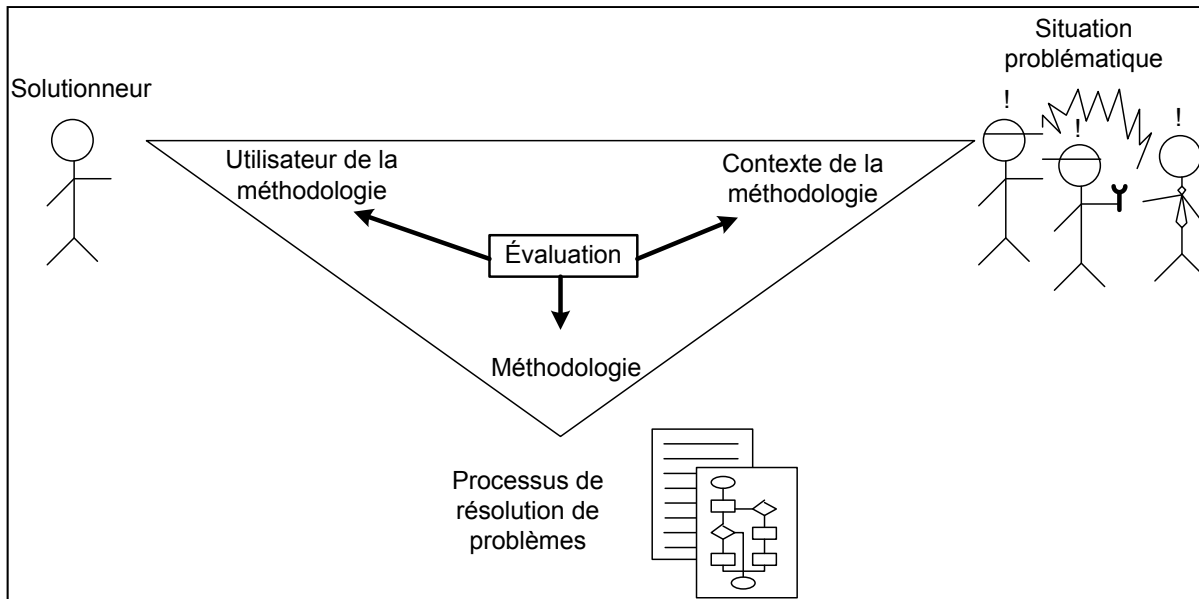 Situation
problématique
Solutionneur
!
!
!
Utilisateur de la
méthodologie
Contexte de la
méthodologie
Évaluation
Méthodologie
Processus de
résolution de
problèmes